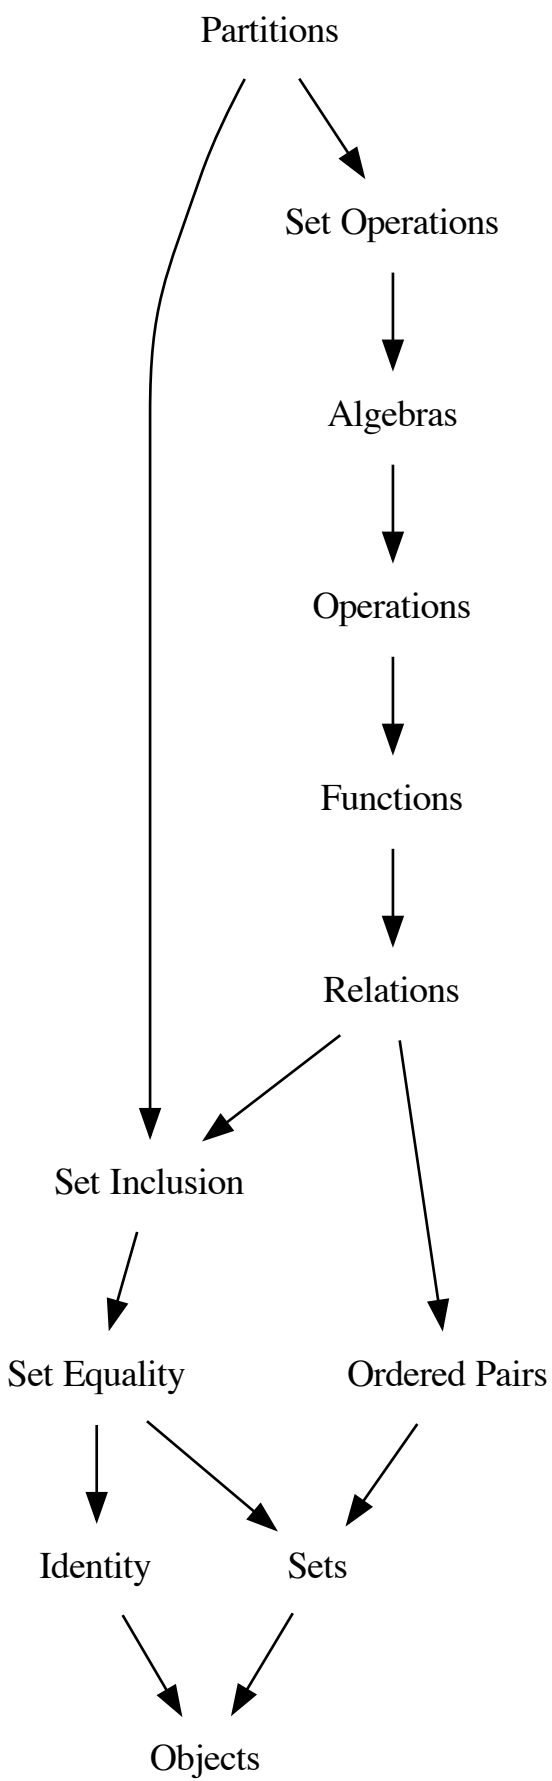 Partitions
Set Operations
Algebras
Operations
Functions
Relations
Set Inclusion
Set Equality
Ordered Pairs
Identity
Sets
Objects